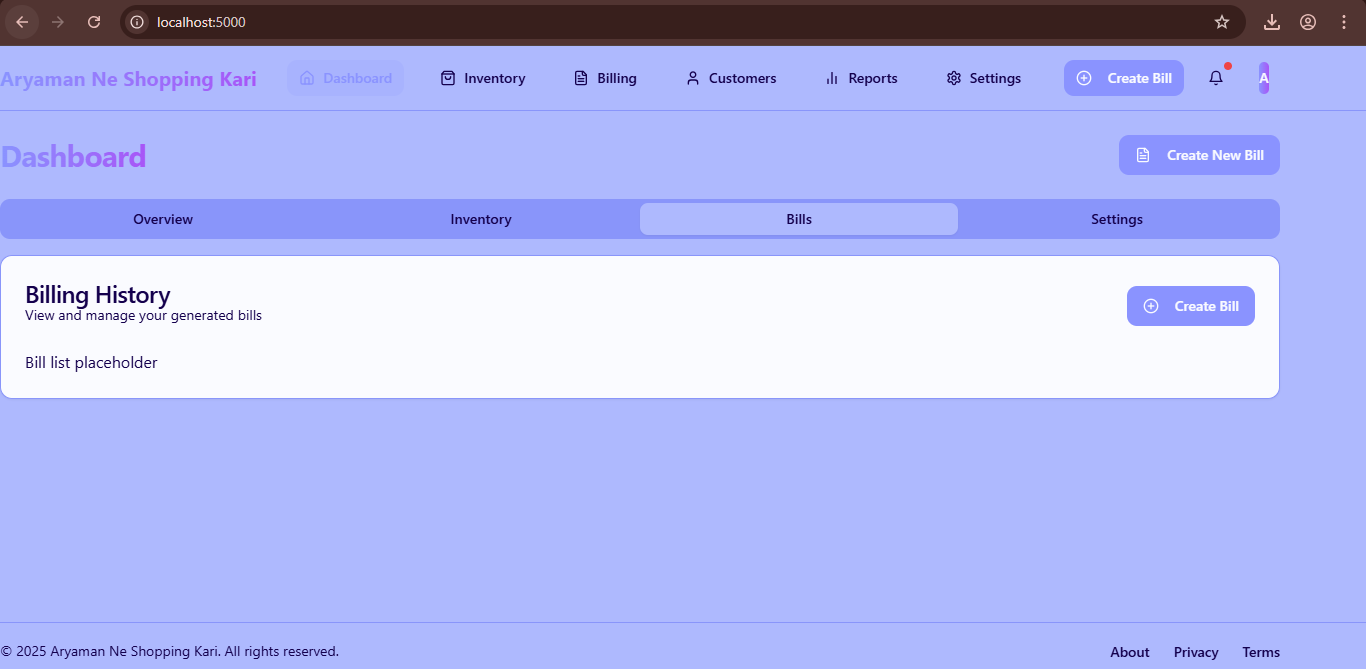 localhost:5000
Aryaman Ne Shopping Kari Dashboard Inventory Billing Customers Reports Settings Create Bill A
Dashboard Create New Bill
Overview Inventory Bills Settings
Billing History
View and manage your generated bills
Create Bill
Bill list placeholder
© 2025 Aryaman Ne Shopping Kari. All rights reserved. About Privacy Terms